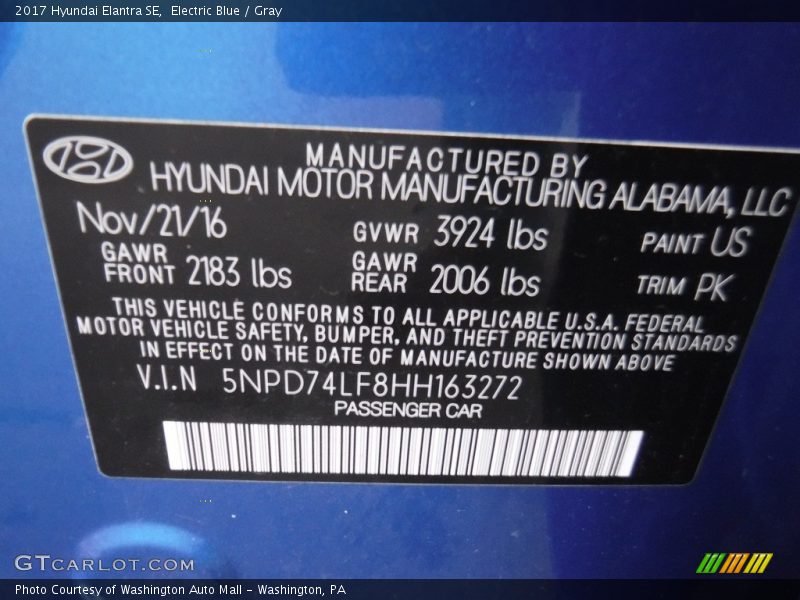 2017 Hyundai Elantra SE,  Electric Blue / Gray
MANUFACTURED BY
HYUNDAI MOTOR MANUFACTURING ALABAMA, LLC
Nov/21/16 GVWR 3924 lbs PAINT US
GAWR FRONT 2183 lbs GAWR REAR 2006 lbs TRIM PK
THIS VEHICLE CONFORMS TO ALL APPLICABLE U.S.A. FEDERAL
MOTOR VEHICLE SAFETY, BUMPER, AND THEFT PREVENTION STANDARDS
IN EFFECT ON THE DATE OF MANUFACTURE SHOWN ABOVE
V.I.N 5NPD74LF8HH163272
PASSENGER CAR
GTCARLOT.COM
Photo Courtesy of Washington Auto Mall - Washington, PA